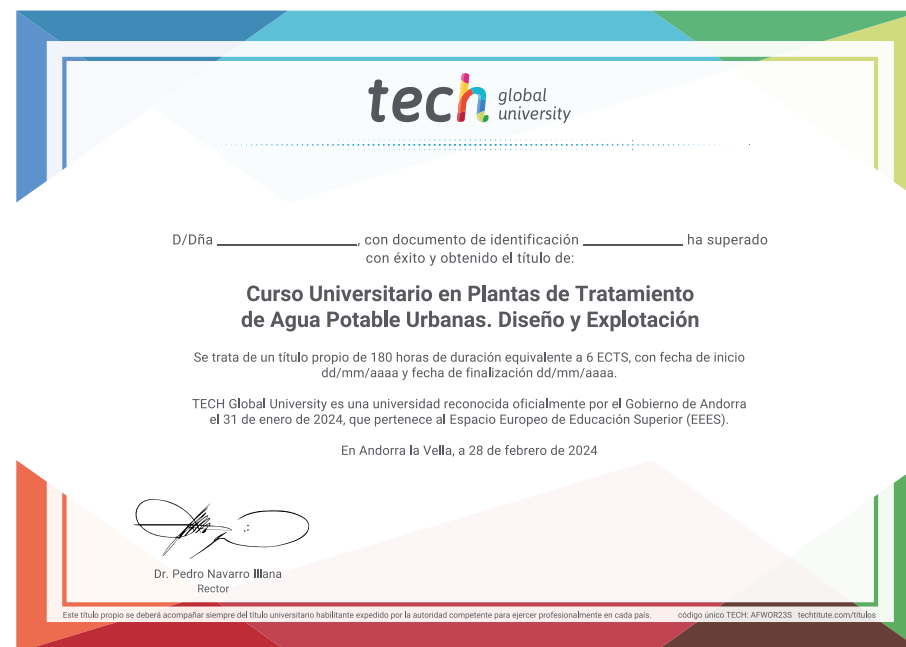 tech global university
D/Dña ____________, con documento de identificación ____________ ha superado
con éxito y obtenido el título de:
Curso Universitario en Plantas de Tratamiento
de Agua Potable Urbanas. Diseño y Explotación
Se trata de un título propio de 180 horas de duración equivalente a 6 ECTS, con fecha de inicio
dd/mm/aaaa y fecha de finalización dd/mm/aaaa.
TECH Global University es una universidad reconocida oficialmente por el Gobierno de Andorra
el 31 de enero de 2024, que pertenece al Espacio Europeo de Educación Superior (EEES).
En Andorra la Vella, a 28 de febrero de 2024
Dr. Pedro Navarro Illana
Rector
Este título propio se deberá acompañar siempre del título universitario habilitante expedido por la autoridad competente para ejercer profesionalmente en cada país. código único TECH: AFWOR23S techtitute.com/titulos